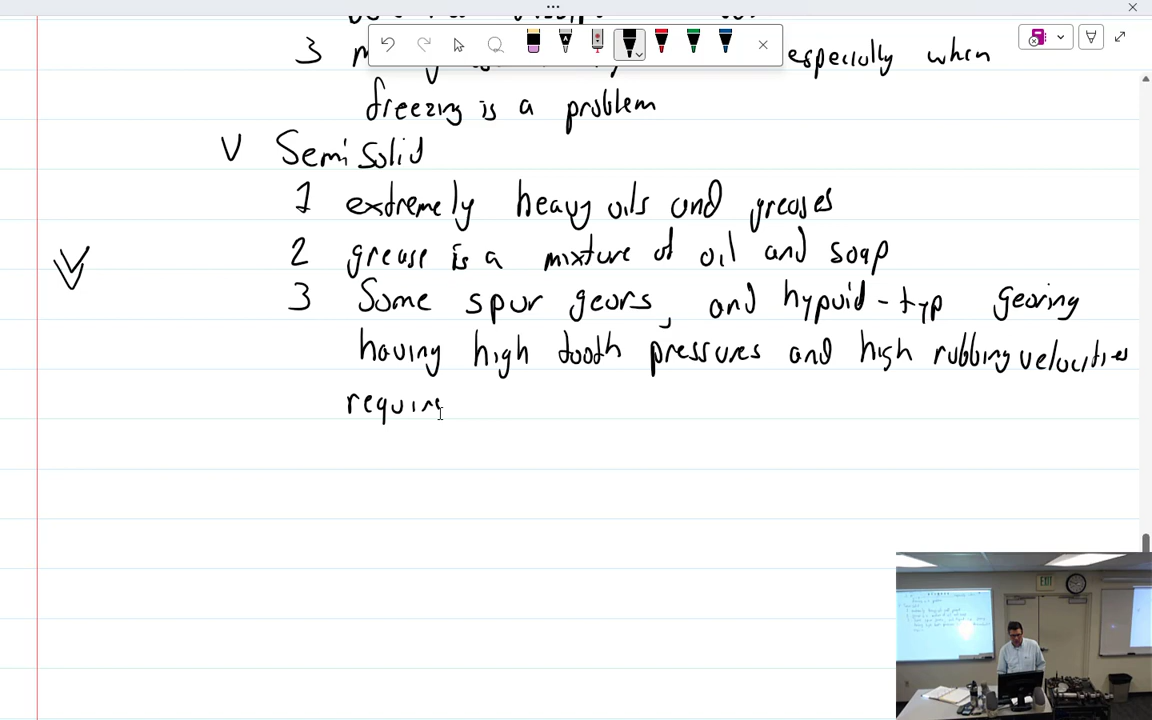 3 especially when
freezing is a problem
V Semi Solid
1 extremely heavy oils and greases
2 grease is a mixture of oil and soap
3 Some spur gears, and hypoid-typ gearing
having high tooth pressures and high rubbing velocities
require
EXIT